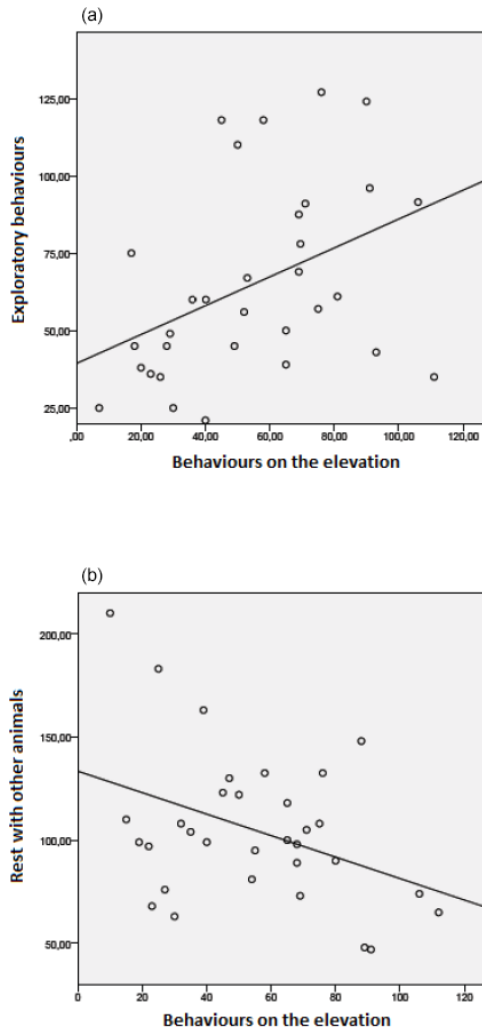 (a)
Exploratory behaviours
125,00
100,00
75,00
50,00
25,00
,00 20,00 40,00 60,00 80,00 100,00 120,00
Behaviours on the elevation
(b)
Rest with other animals
200,00
150,00
100,00
50,00
0 20 40 60 80 100 120
Behaviours on the elevation